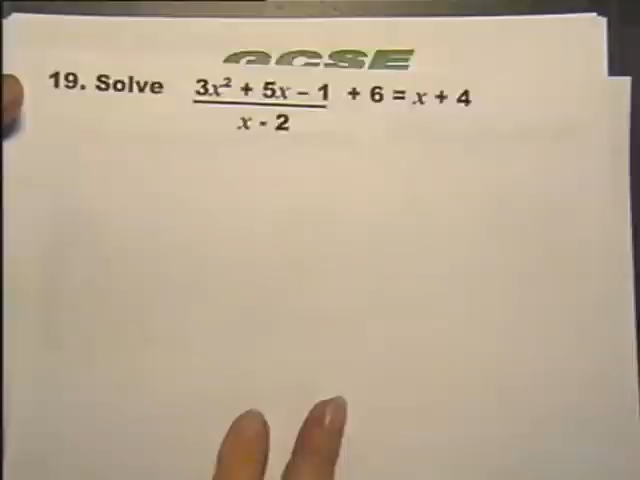 GCSE
19. Solve 3x² + 5x – 1 + 6 = x + 4
x - 2